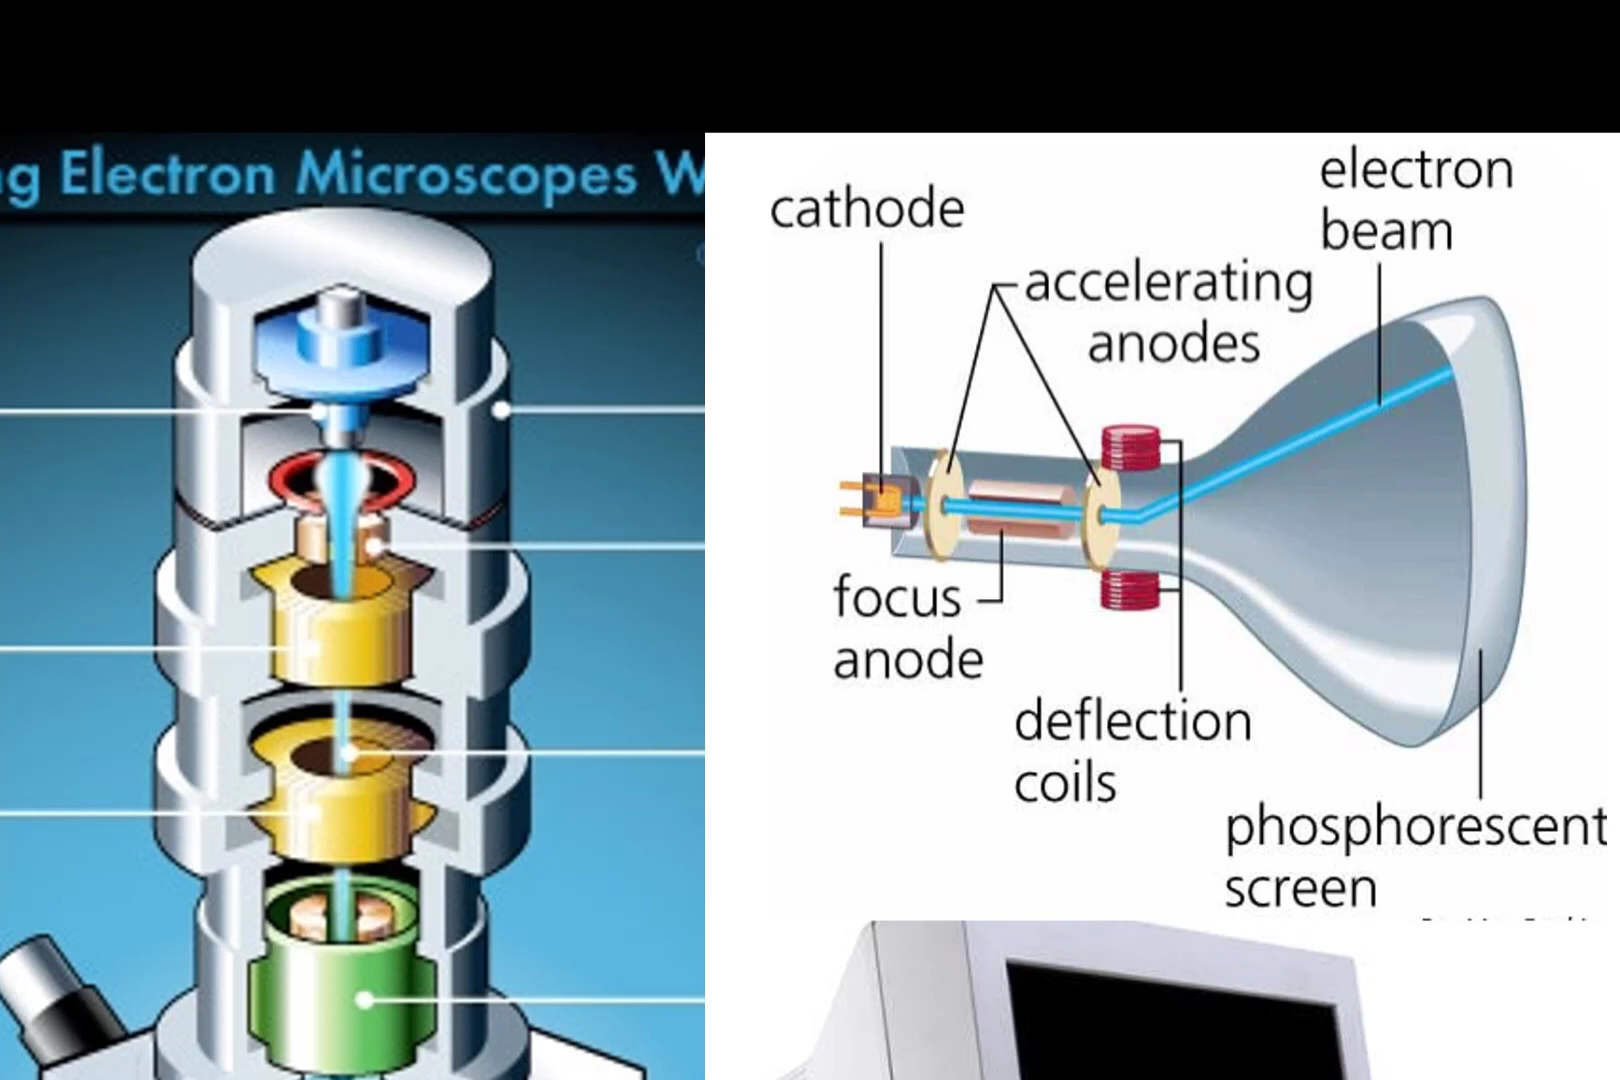 g Electron Microscopes W
electron
beam
cathode
accelerating
anodes
focus
anode
deflection
coils
phosphorescent
screen